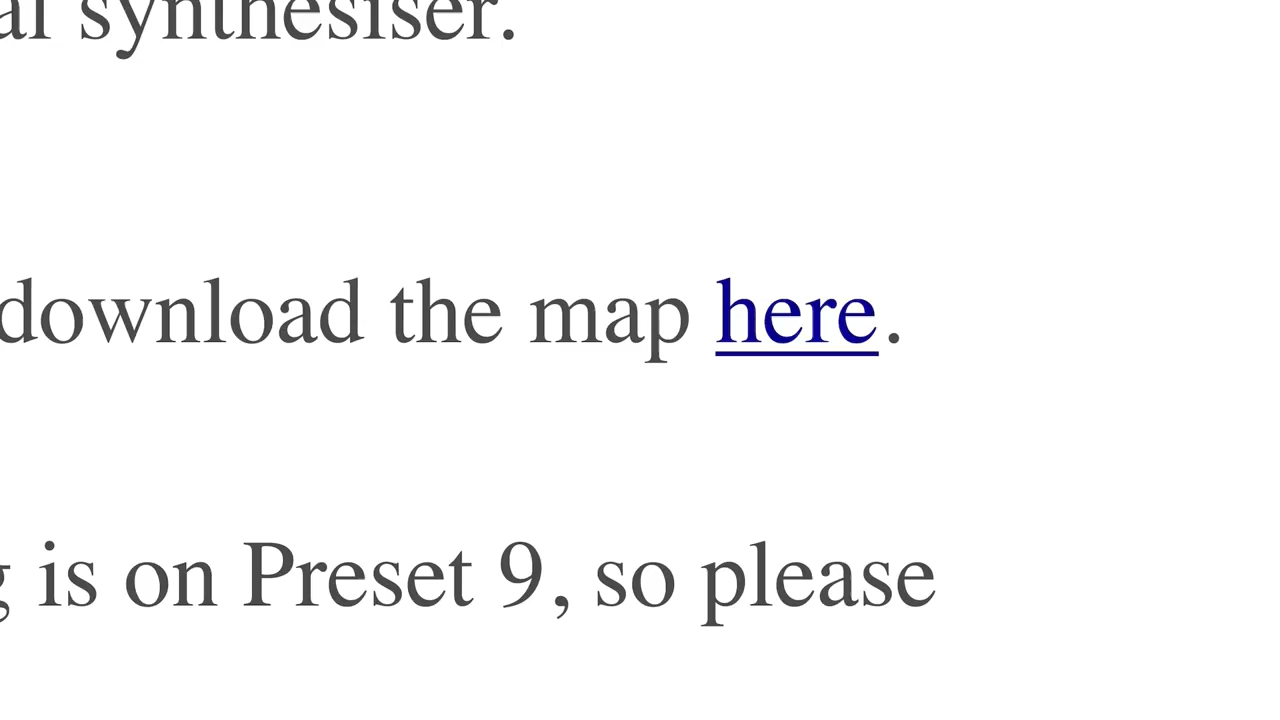 synthesiser.
download the map here.
is on Preset 9, so please